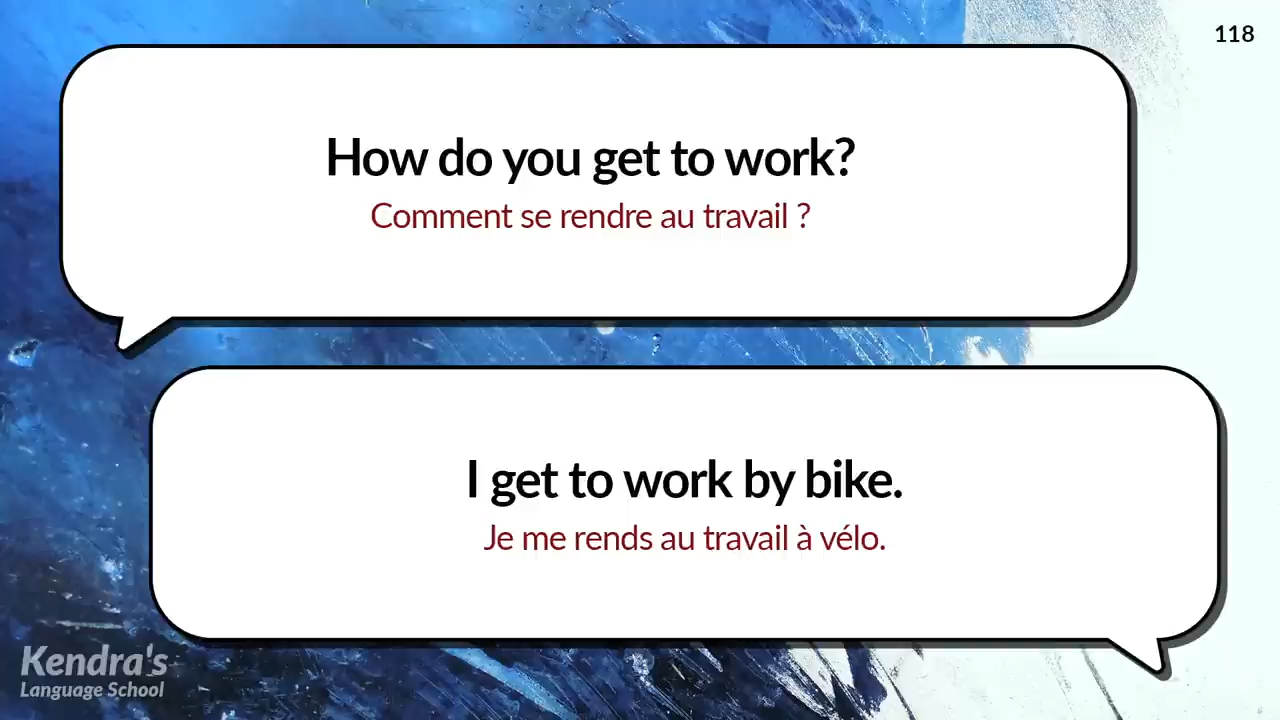 118
How do you get to work?
Comment se rendre au travail ?
I get to work by bike.
Je me rends au travail à vélo.
Kendra's
Language School